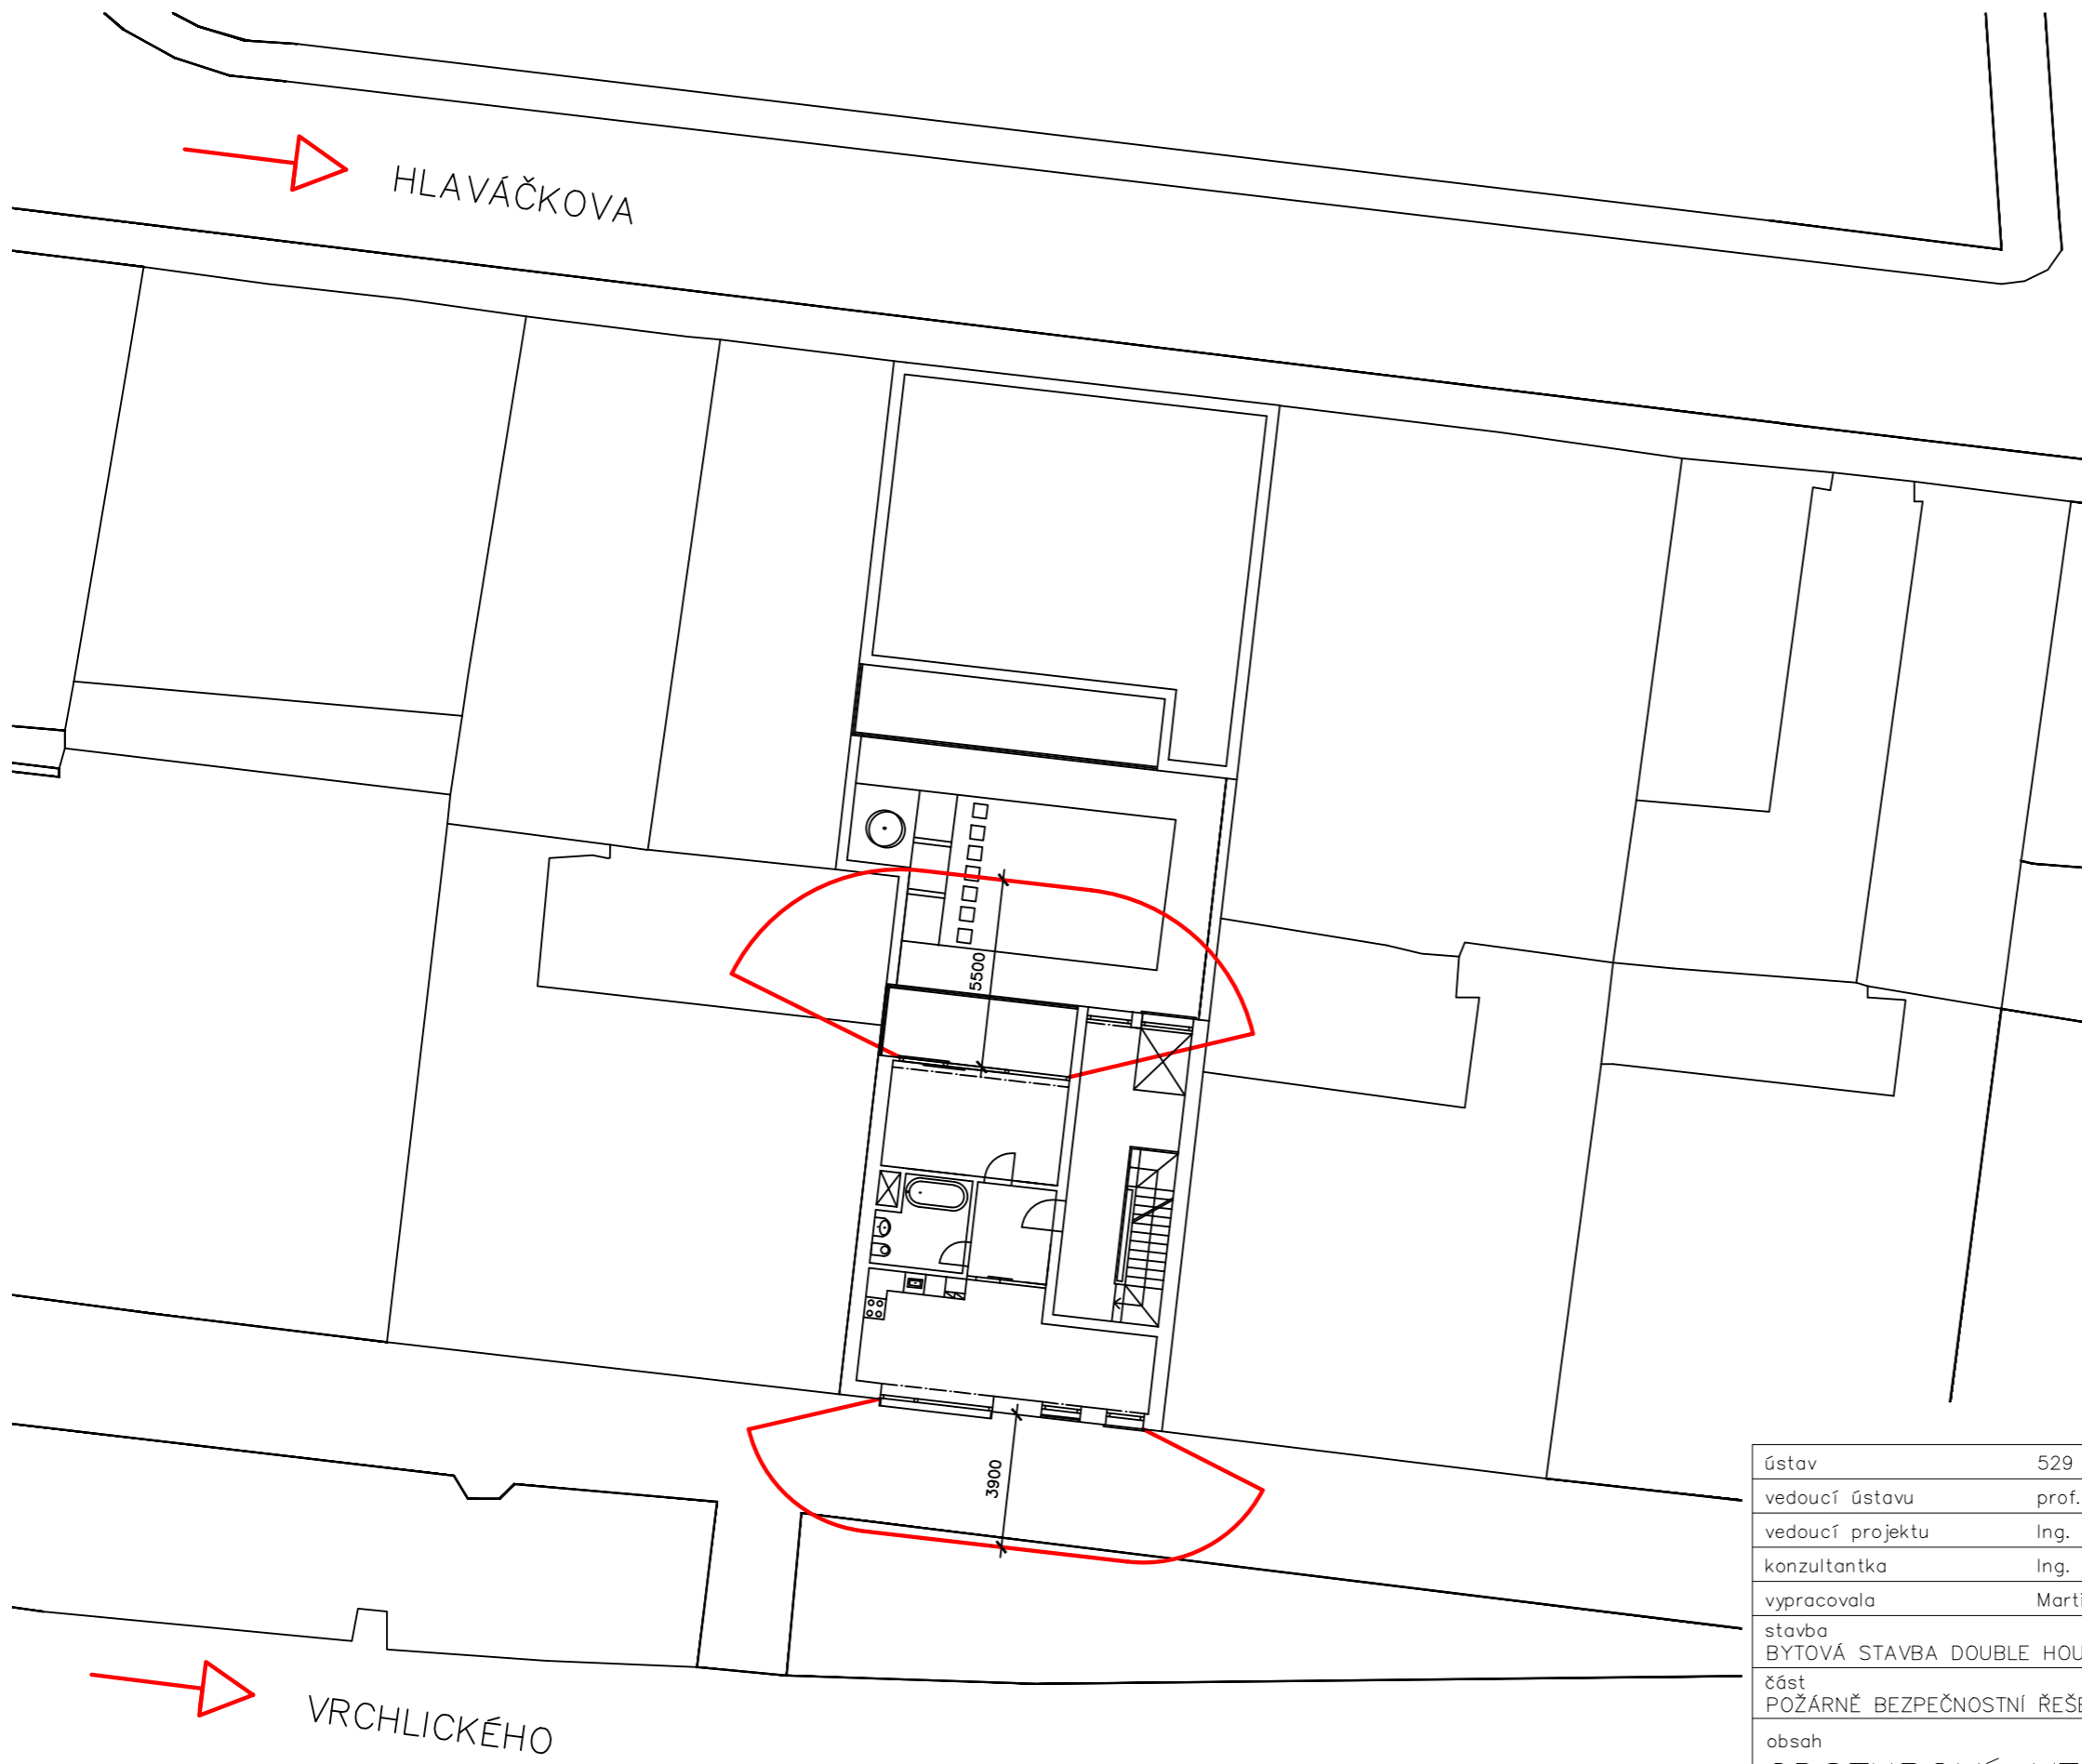 HLAVÁČKOVA
5500
3900
ústav 529
vedoucí ústavu prof.
vedoucí projektu Ing.
konzultantka Ing.
vypracovala
stavba
BYTOVÁ STAVBA DOUBLE
část
POŽÁRNĚ BEZPEČNOSTNÍ
obsah
VRCHLICKÉHO